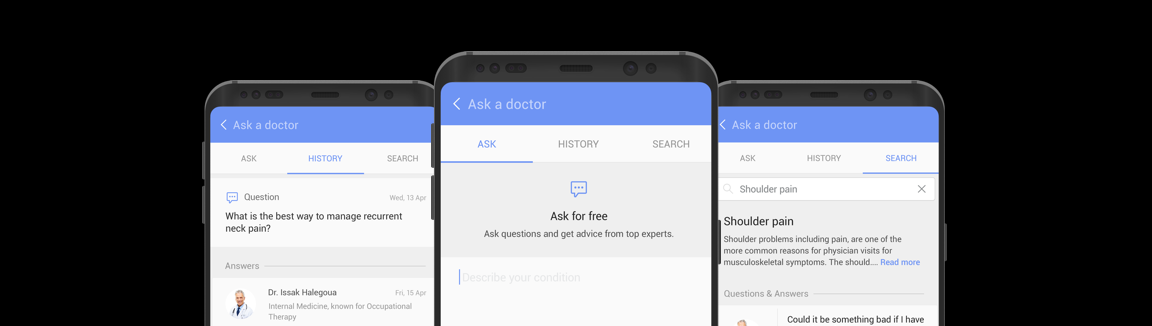 Ask a doctor
ASK HISTORY SEARCH
Question Wed, 13 Apr
What is the best way to manage recurrent
neck pain?
Answers
Dr. Issak Halegoua Fri, 15 Apr
Internal Medicine, known for Occupational
Therapy
Ask a doctor
ASK HISTORY SEARCH
Ask for free
Ask questions and get advice from top experts.
Describe your condition
Ask a doctor
ASK HISTORY SEARCH
Shoulder pain
Shoulder pain
Shoulder problems including pain, are one of the
more common reasons for physician visits for
musculoskeletal symptoms. The should.... Read more
Questions & Answers
Could it be something bad if I have